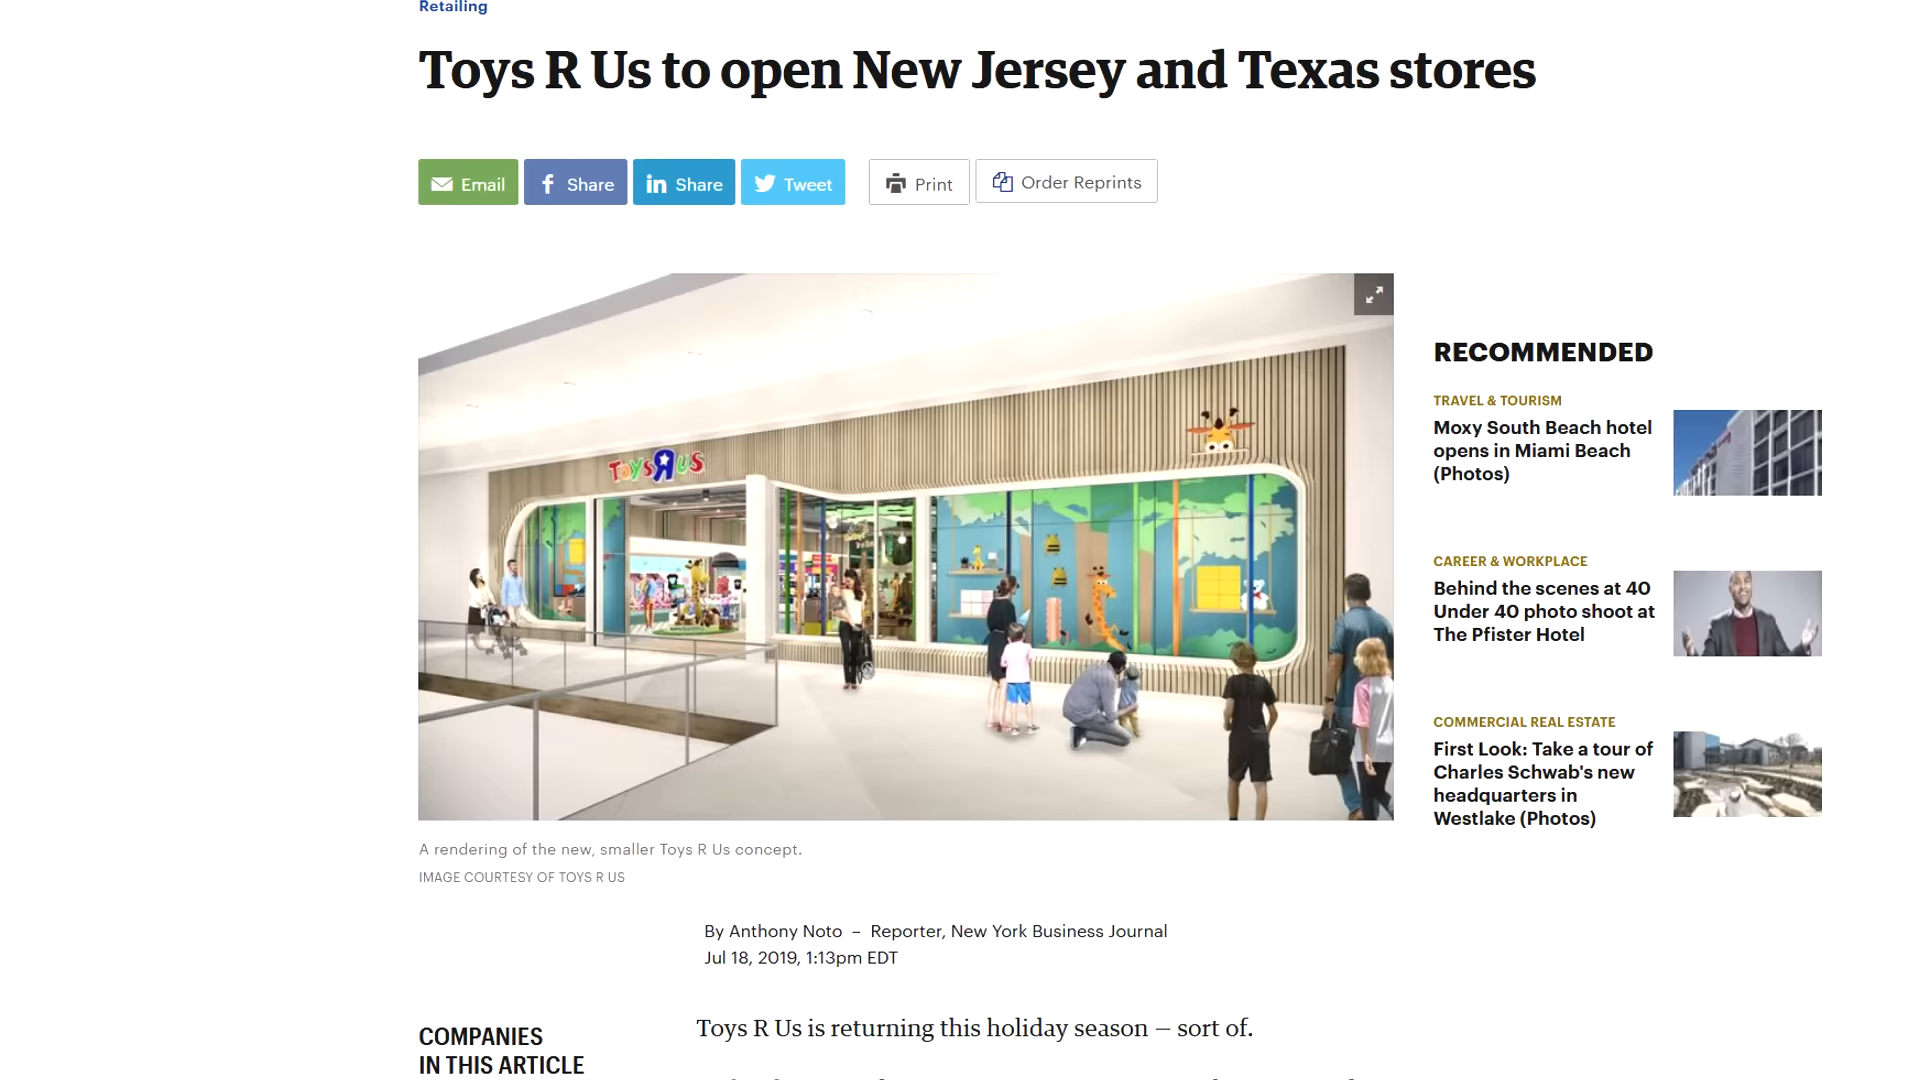 Retailing
Toys R Us to open New Jersey and Texas stores
Email
Share
Share
Tweet
Print
Order Reprints
ToysRUs
A rendering of the new, smaller Toys R Us concept.
IMAGE COURTESY OF TOYS R US
RECOMMENDED
TRAVEL & TOURISM
Moxy South Beach hotel
opens in Miami Beach
(Photos)
CAREER & WORKPLACE
Behind the scenes at 40
Under 40 photo shoot at
The Pfister Hotel
COMMERCIAL REAL ESTATE
First Look: Take a tour of
Charles Schwab's new
headquarters in
Westlake (Photos)
By Anthony Noto – Reporter, New York Business Journal
Jul 18, 2019, 1:13pm EDT
COMPANIES
IN THIS ARTICLE
Toys R Us is returning this holiday season — sort of.